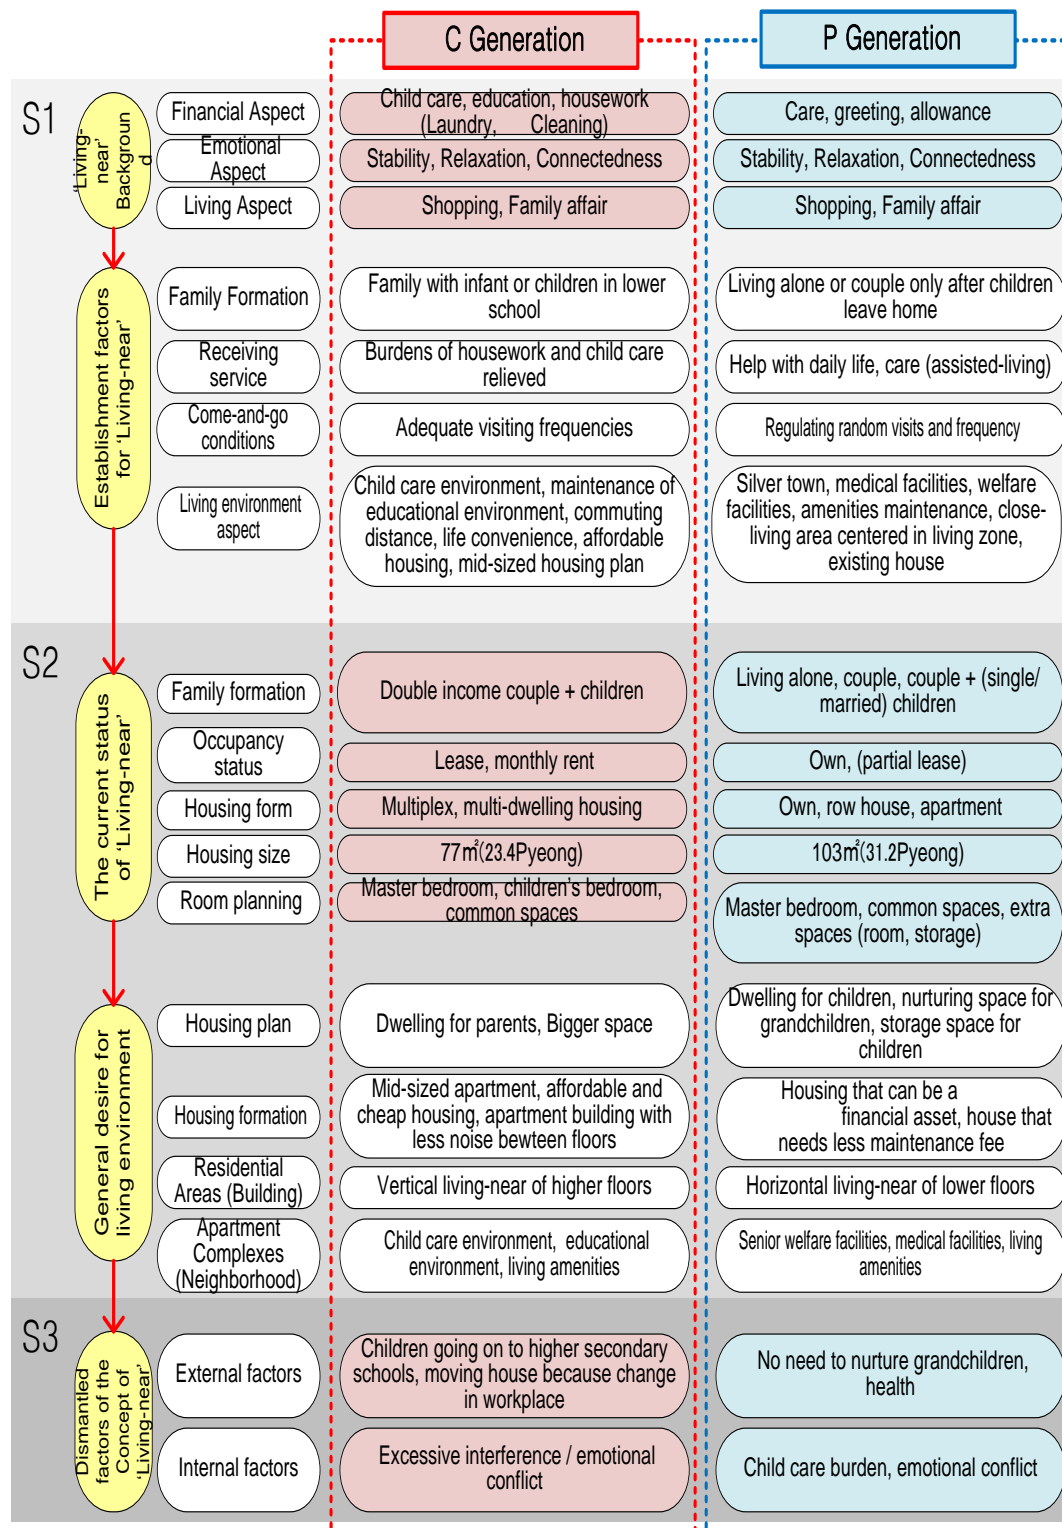 C Generation
P Generation
S1
'Living-
near'
Backgroun
d
Financial Aspect
Child care, education, housework
(Laundry, Cleaning)
Care, greeting, allowance
Emotional
Aspect
Stability, Relaxation, Connectedness
Stability, Relaxation, Connectedness
Living Aspect
Shopping, Family affair
Shopping, Family affair
Establishment factors
for 'Living-near'
Family Formation
Family with infant or children in lower
school
Living alone or couple only after children
leave home
Receiving
service
Burdens of housework and child care
relieved
Help with daily life, care (assisted-living)
Come-and-go
conditions
Adequate visiting frequencies
Regulating random visits and frequency
Living environment
aspect
Child care environment, maintenance of
educational environment, commuting
distance, life convenience, affordable
housing, mid-sized housing plan
Silver town, medical facilities, welfare
facilities, amenities maintenance, close-
living area centered in living zone,
existing house
S2
The current status
of 'Living-near'
Family formation
Double income couple + children
Living alone, couple, couple + (single/
married) children
Occupancy
status
Lease, monthly rent
Own, (partial lease)
Housing form
Multiplex, multi-dwelling housing
Own, row house, apartment
Housing size
77㎡(23.4Pyeong)
103㎡(31.2Pyeong)
Room planning
Master bedroom, children's bedroom,
common spaces
Master bedroom, common spaces, extra
spaces (room, storage)
General desire for
living environment
Housing plan
Dwelling for parents, Bigger space
Dwelling for children, nurturing space for
grandchildren, storage space for
children
Housing formation
Mid-sized apartment, affordable and
cheap housing, apartment building with
less noise bewteen floors
Housing that can be a
financial asset, house that
needs less maintenance fee
Residential
Areas (Building)
Vertical living-near of higher floors
Horizontal living-near of lower floors
Apartment
Complexes
(Neighborhood)
Child care environment, educational
environment, living amenities
Senior welfare facilities, medical facilities, living
amenities
S3
Dismantled
factors of the
Concept of
'Living-near'
External factors
Children going on to higher secondary
schools, moving house because change
in workplace
No need to nurture grandchildren,
health
Internal factors
Excessive interference / emotional
conflict
Child care burden, emotional conflict